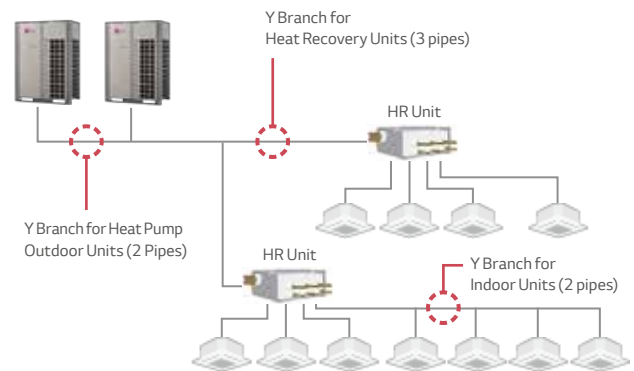 Y Branch for
Heat Recovery Units (3 pipes)
HR Unit
Y Branch for Heat Pump
Outdoor Units (2 Pipes)
HR Unit
Y Branch for
Indoor Units (2 pipes)